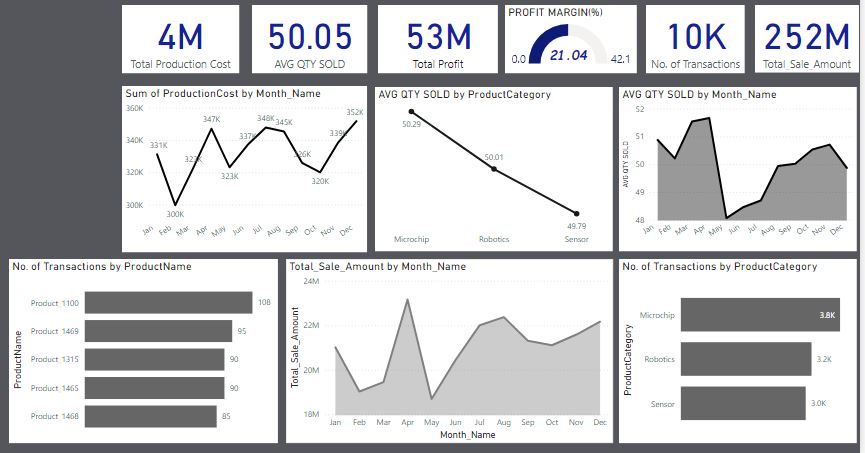 4M
Total Production Cost
50.05
AVG QTY SOLD
53M
Total Profit
PROFIT MARGIN(%)
0.0
21.04
42.1
10K
No. of Transactions
252M
Total_Sale_Amount
Sum of ProductionCost by Month_Name
360K
340K
320K
300K
331K
300K
323K
347K
323K
337K
348K
345K
326K
320K
339K
352K
Jan
Feb
Mar
Apr
May
Jun
Jul
Aug
Sep
Oct
Nov
Dec
AVG QTY SOLD by ProductCategory
50.29
50.01
49.79
Microchip
Robotics
Sensor
AVG QTY SOLD by Month_Name
AVG QTY SOLD
52
51
50
49
48
Jan
Feb
Mar
Apr
May
Jun
Jul
Aug
Sep
Oct
Nov
Dec
No. of Transactions by ProductName
ProductName
Product 1100 108
Product 1469 95
Product 1315 90
Product 1465 90
Product 1468 85
Total_Sale_Amount by Month_Name
Total_Sale_Amount
24M
22M
20M
18M
Jan Feb Mar Apr May Jun Jul Aug Sep Oct Nov Dec
Month_Name
No. of Transactions by ProductCategory
ProductCategory
Microchip 3.8K
Robotics 3.2K
Sensor 3.0K